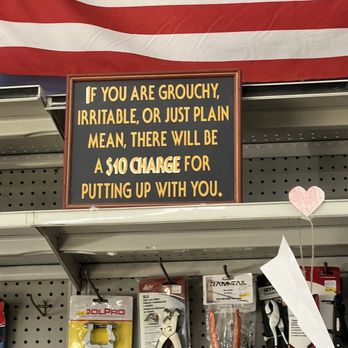 IF YOU ARE GROUCHY,
IRRITABLE, OR JUST PLAIN
MEAN, THERE WILL BE
A $10 CHARGE FOR
PUTTING UP WITH YOU.
OOLPRO
RAM-TAIL